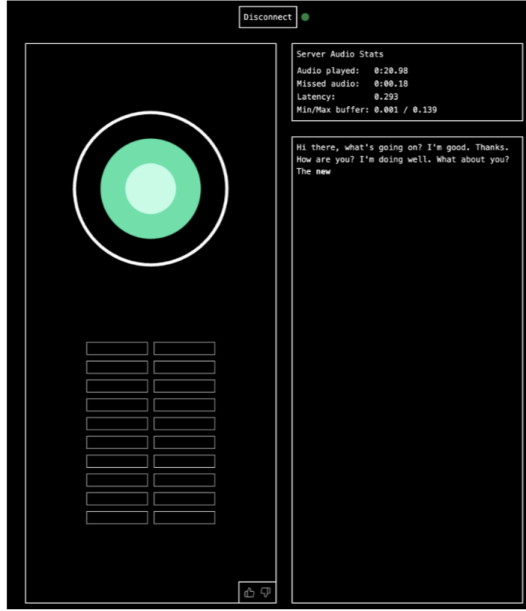 Disconnect
Server Audio Stats
Audio played: 0:20.98
Missed audio: 0:00.18
Latency: 0.293
Min/Max buffer: 0.001 / 0.139
Hi there, what's going on? I'm good. Thanks.
How are you? I'm doing well. What about you?
The new